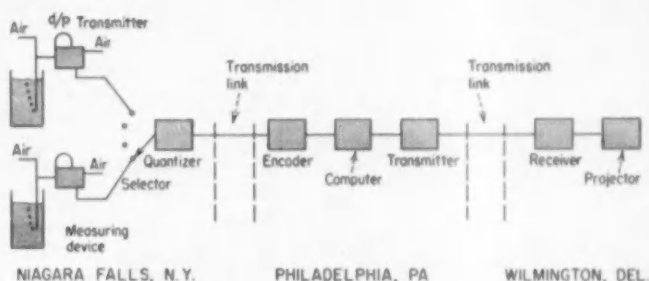 Air
d/p Transmitter
Air
Air
Air
Quantizer
Selector
Measuring
device
Transmission
link
Encoder
Computer
Transmitter
Transmission
link
Receiver
Projector
NIAGARA FALLS, N.Y.
PHILADELPHIA, PA
WILMINGTON, DEL.